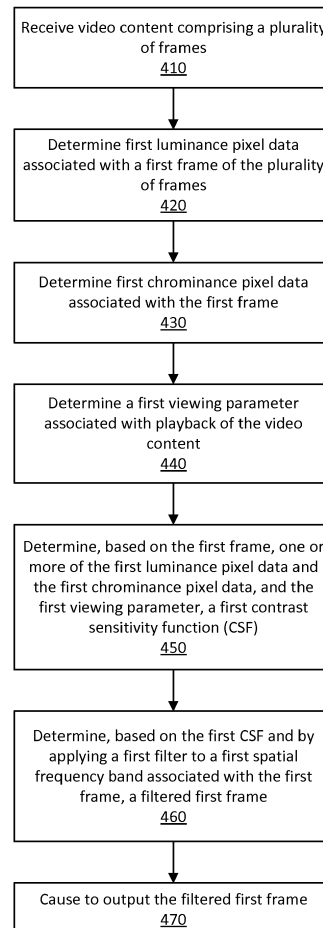 Receive video content comprising a plurality
of frames
410
Determine first luminance pixel data
associated with a first frame of the plurality
of frames
420
Determine first chrominance pixel data
associated with the first frame
430
Determine a first viewing parameter
associated with playback of the video
content
440
Determine, based on the first frame, one or
more of the first luminance pixel data and
the first chrominance pixel data, and the
first viewing parameter, a first contrast
sensitivity function (CSF)
450
Determine, based on the first CSF and by
applying a first filter to a first spatial
frequency band associated with the first
frame, a filtered first frame
460
Cause to output the filtered first frame
470